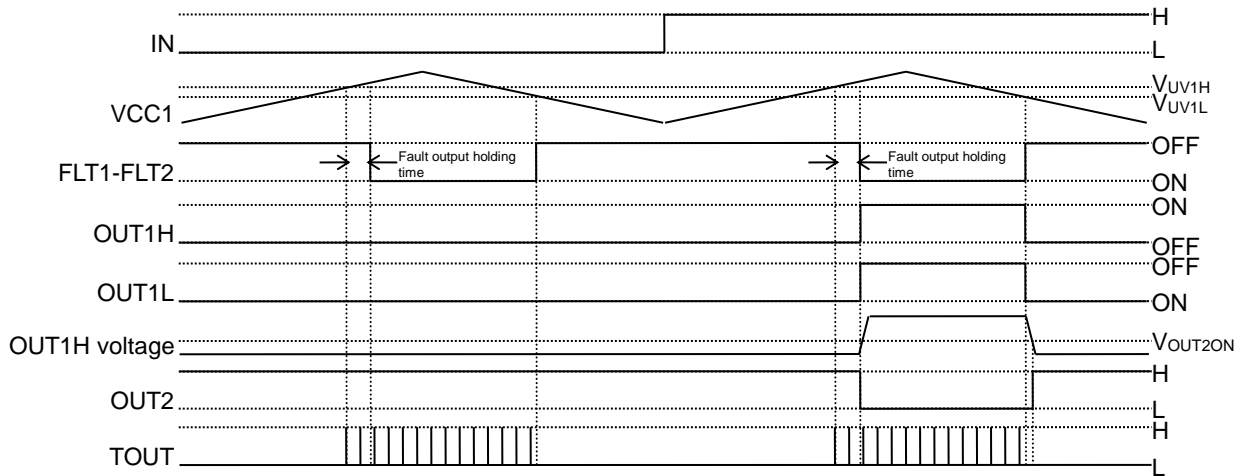 IN
H
L
VCC1
VUV1H
VUV1L
FLT1-FLT2
Fault output holding
time
Fault output holding
time
OFF
ON
OUT1H
ON
OFF
OUT1L
OFF
ON
OUT1H voltage
VOUT2ON
OUT2
H
L
TOUT
H
L